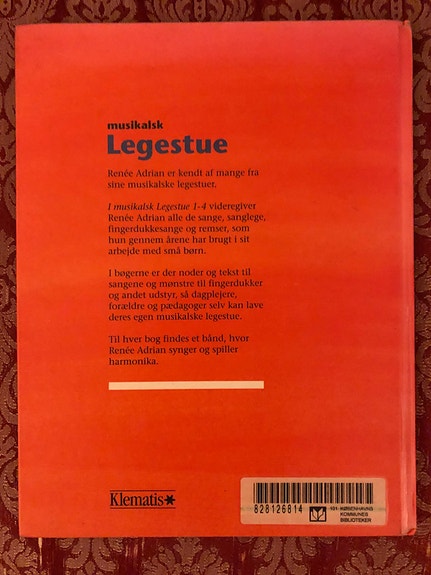 musikalsk
Legestue
Renée Adrian er kendt af mange fra
sine musikalske legestuer.
I musikalsk Legestue 1-4 videregiver
Renée Adrian alle de sange, sanglege,
fingerdukkesange og remser, som
hun gennem årene har brugt i sit
arbejde med små børn.
I bøgerne er der noder og tekst til
sangene og mønstre til fingerdukker
og andet udstyr, så dagplejere,
forældre og pædagoger selv kan lave
deres egen musikalske legestue.
Til hver bog findes et bånd, hvor
Renée Adrian synger og spiller
harmonika.
Klematis
828126814
101-KØBENHAVNS
KOMMUNES
BIBLIOTEKER